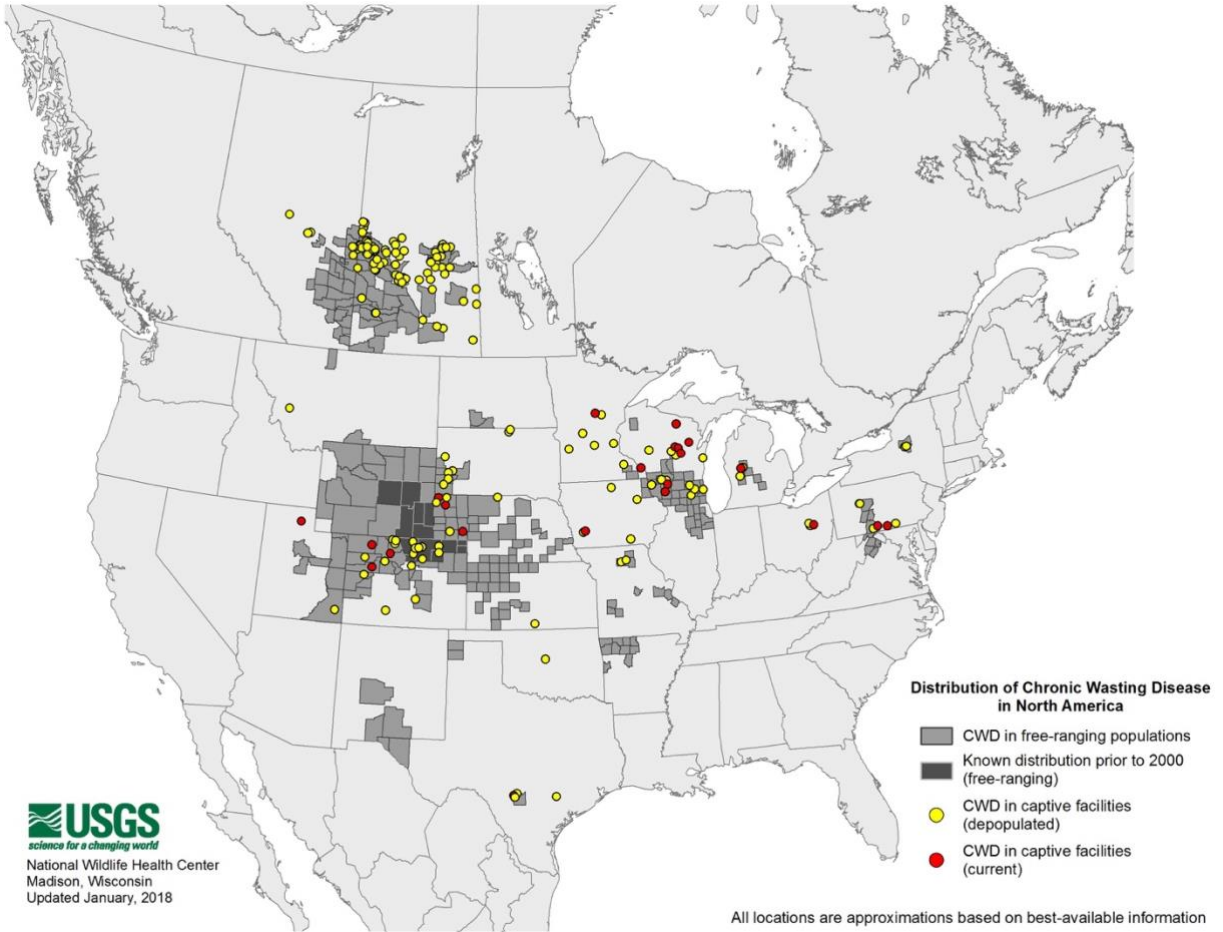 Distribution of Chronic Wasting Disease
in North America
CWD in free-ranging populations
Known distribution prior to 2000
(free-ranging)
CWD in captive facilities
(depopulated)
CWD in captive facilities
(current)
USGS
science for a changing world
National Wildlife Health Center
Madison, Wisconsin
Updated January, 2018
All locations are approximations based on best-available information